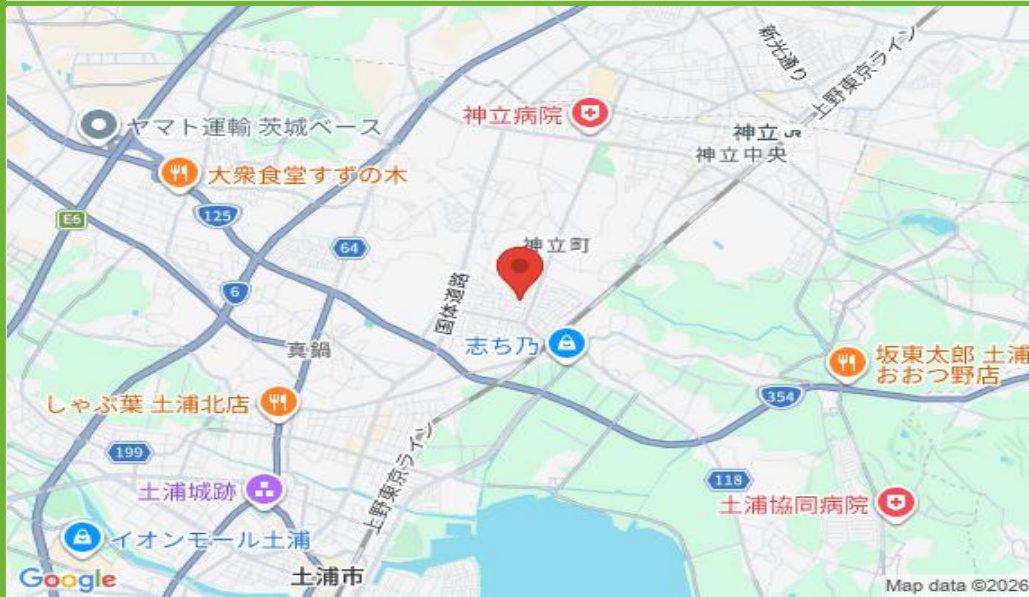 新光通り
上野東京ライン
神立病院
神立 JR
神立中央
ヤマト運輸 茨城ベース
大衆食堂すずの木
E6
125
64
神立町
6
国体道路
志ち乃
真鍋
坂東太郎 土浦
おおつ野店
354
しゃぶ葉 土浦北店
199
上野東京ライン
118
土浦城跡
土浦協同病院
イオンモール土浦
土浦市
Google
Map data ©2026